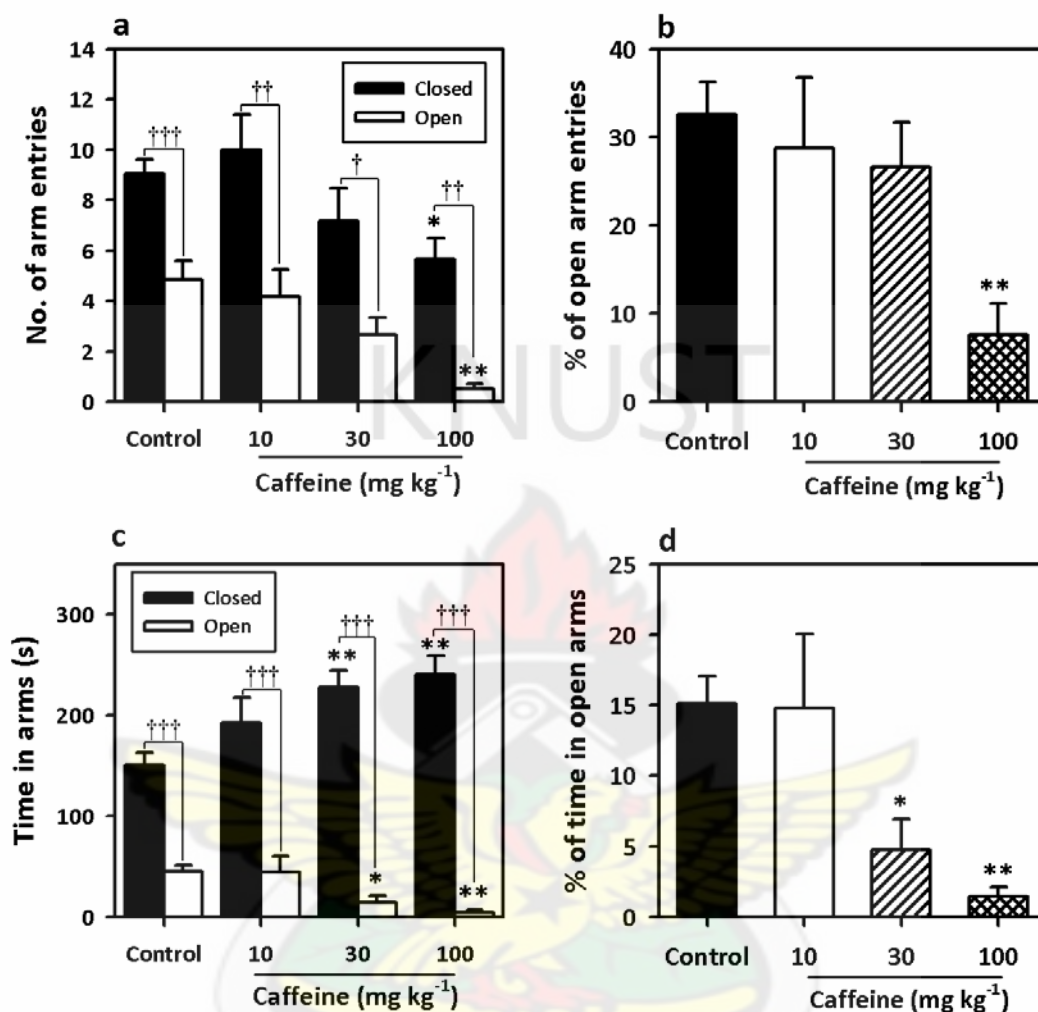 a
14
12
10
8
6
4
2
0
No. of arm entries
Closed
Open
†††
††
†
††
*
**
Control
10
30
100
Caffeine (mg kg-1)
b
40
30
20
10
0
% of open arm entries
**
Control
10
30
100
Caffeine (mg kg-1)
KNUST
c
300
200
100
0
Time in arms (s)
Closed
Open
†††
†††
†††
†††
**
**
*
**
Control
10
30
100
Caffeine (mg kg-1)
d
25
20
15
10
5
0
% of time in open arms
*
**
Control
10
30
100
Caffeine (mg kg-1)